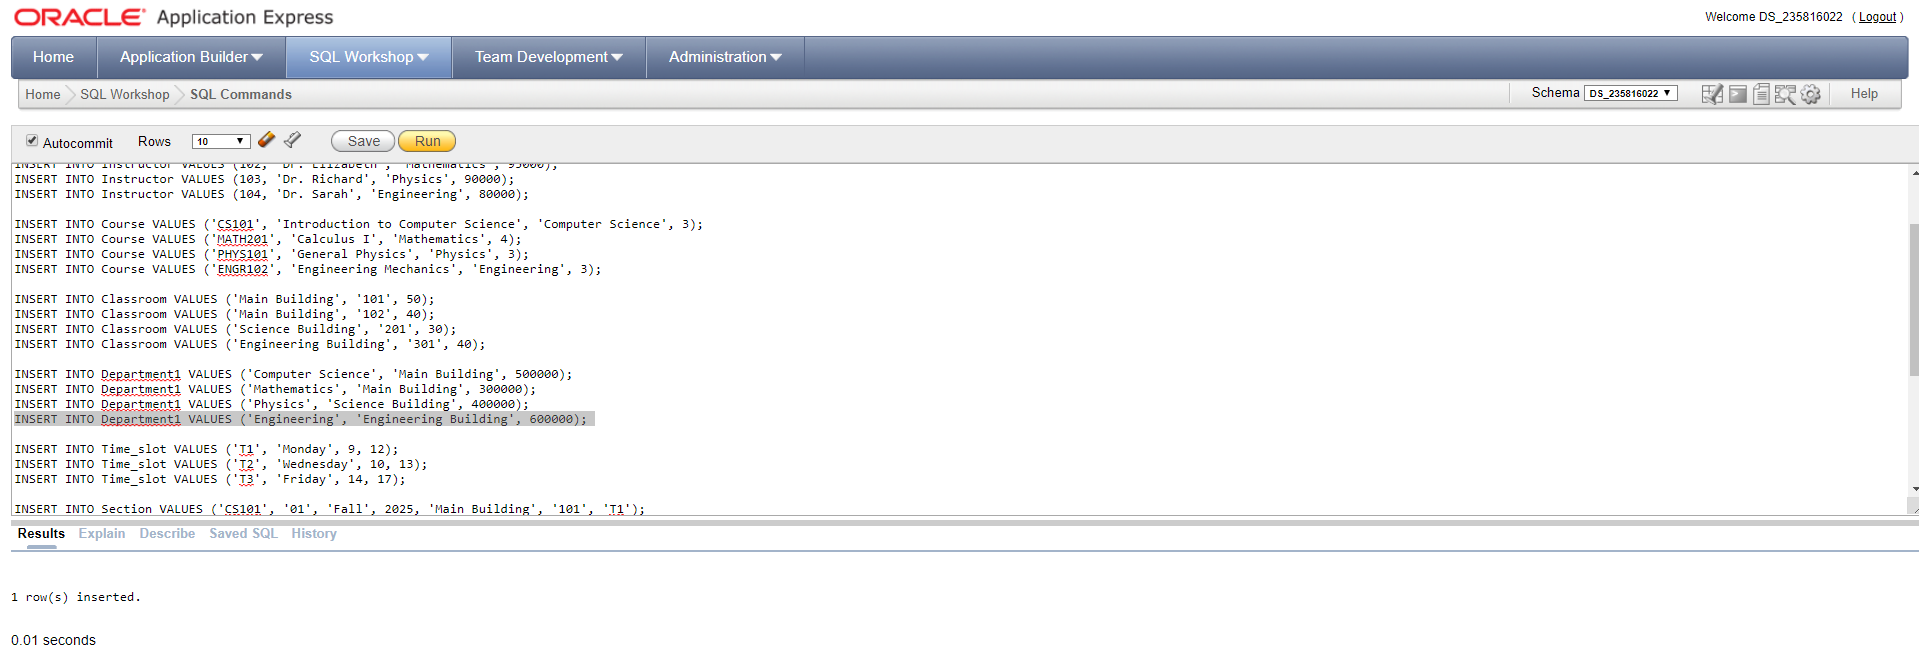 ORACLE Application Express
Welcome DS_235816022 ( Logout )
Home Application Builder SQL Workshop Team Development Administration
Home SQL Workshop SQL Commands Schema DS_235816022 Help
Autocommit Rows 10 Save Run
INSERT INTO Instructor VALUES (102, 'Dr. Elizabeth', 'Mathematics', 95000);
INSERT INTO Instructor VALUES (103, 'Dr. Richard', 'Physics', 90000);
INSERT INTO Instructor VALUES (104, 'Dr. Sarah', 'Engineering', 80000);
INSERT INTO Course VALUES ('CS101', 'Introduction to Computer Science', 'Computer Science', 3);
INSERT INTO Course VALUES ('MATH201', 'Calculus I', 'Mathematics', 4);
INSERT INTO Course VALUES ('PHYS101', 'General Physics', 'Physics', 3);
INSERT INTO Course VALUES ('ENGR102', 'Engineering Mechanics', 'Engineering', 3);
INSERT INTO Classroom VALUES ('Main Building', '101', 50);
INSERT INTO Classroom VALUES ('Main Building', '102', 40);
INSERT INTO Classroom VALUES ('Science Building', '201', 30);
INSERT INTO Classroom VALUES ('Engineering Building', '301', 40);
INSERT INTO Department1 VALUES ('Computer Science', 'Main Building', 500000);
INSERT INTO Department1 VALUES ('Mathematics', 'Main Building', 300000);
INSERT INTO Department1 VALUES ('Physics', 'Science Building', 400000);
INSERT INTO Department1 VALUES ('Engineering', 'Engineering Building', 600000);
INSERT INTO Time_slot VALUES ('T1', 'Monday', 9, 12);
INSERT INTO Time_slot VALUES ('T2', 'Wednesday', 10, 13);
INSERT INTO Time_slot VALUES ('T3', 'Friday', 14, 17);
INSERT INTO Section VALUES ('CS101', '01', 'Fall', 2025, 'Main Building', '101', 'T1');
Results Explain Describe Saved SQL History
1 row(s) inserted.
0.01 seconds